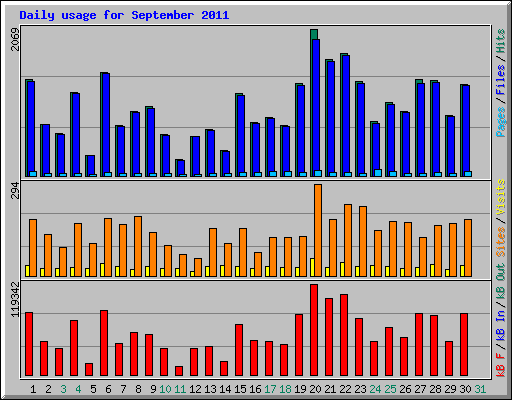 Daily usage for September 2011
2069
Pages / Files / Hits
294
Sites / Visits
119342
kB F / kB In / kB Out
1 2 3 4 5 6 7 8 9 10 11 12 13 14 15 16 17 18 19 20 21 22 23 24 25 26 27 28 29 30 31